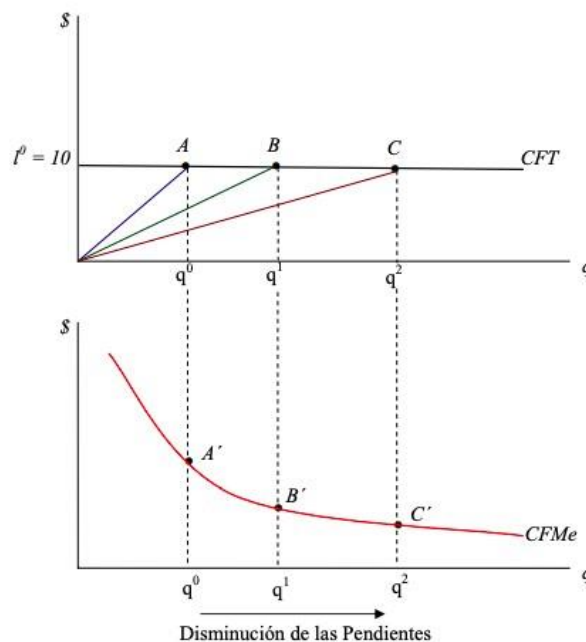 $
A B C
l⁰ = 10 CFT
q⁰ q¹ q² q
$
A´
B´
C´
CFMe
q⁰ q¹ q² q
Disminución de las Pendientes